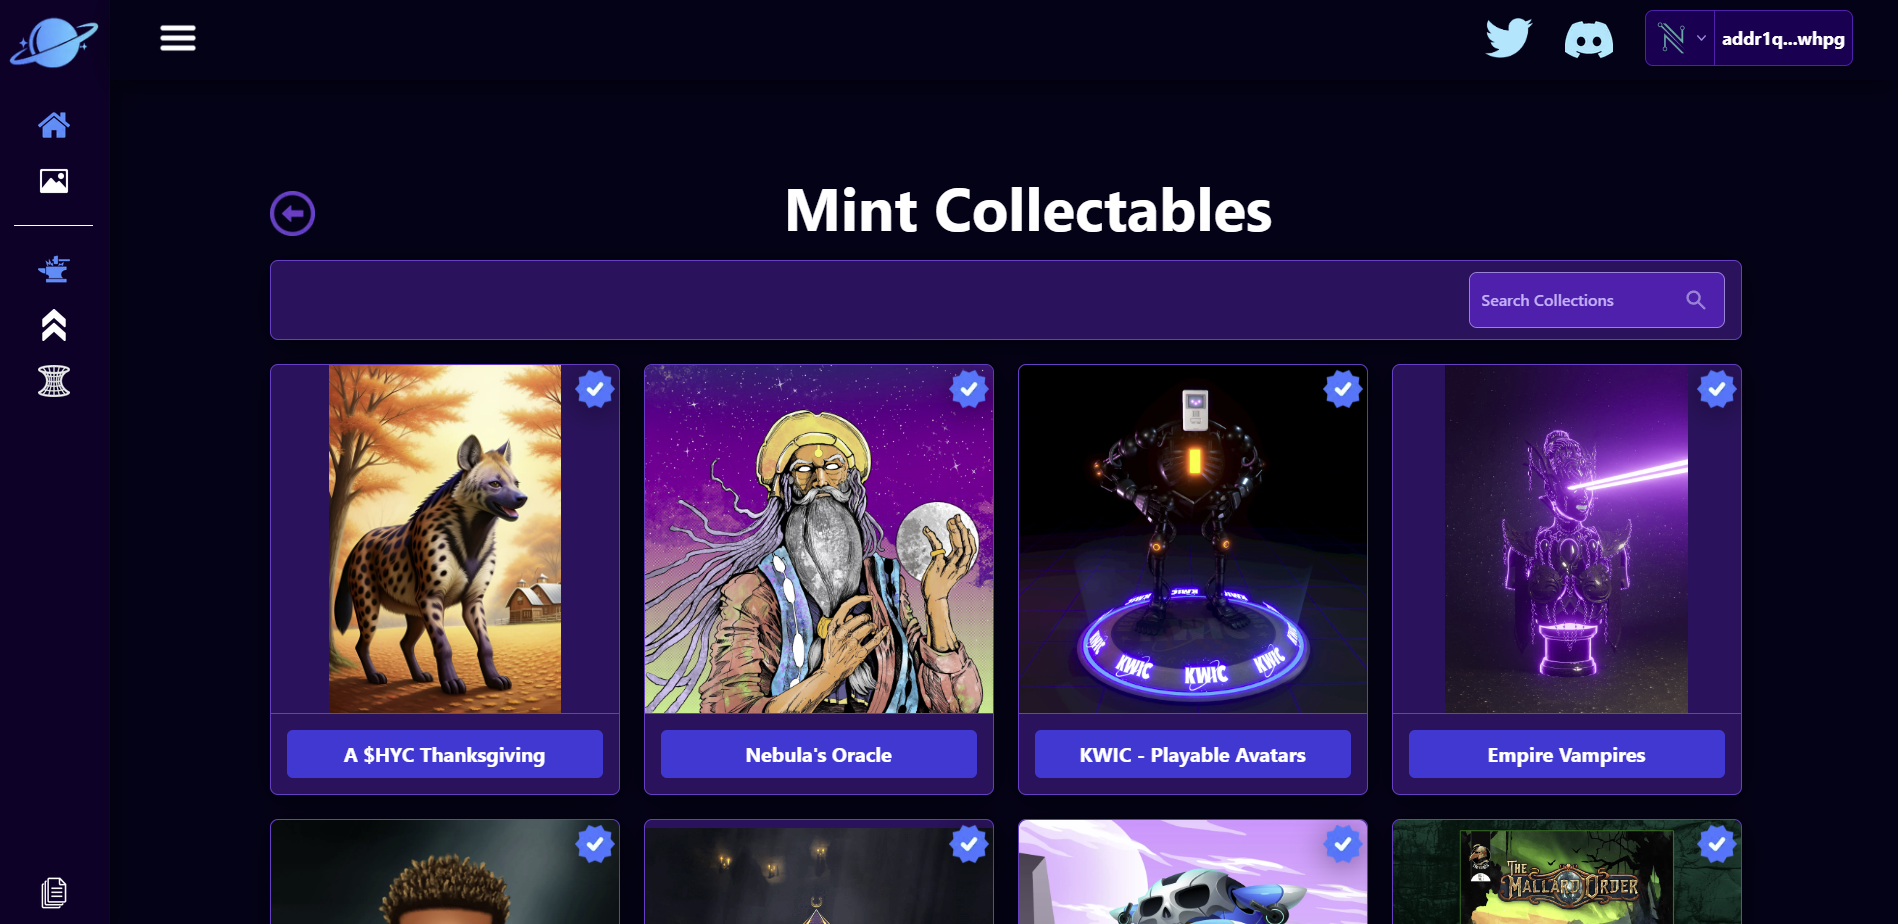 addr1q...whpg
Mint Collectables
Search Collections
KWIC KWIC KWIC
A $HYC Thanksgiving
Nebula's Oracle
KWIC - Playable Avatars
Empire Vampires
THE
MALLARD ORDER